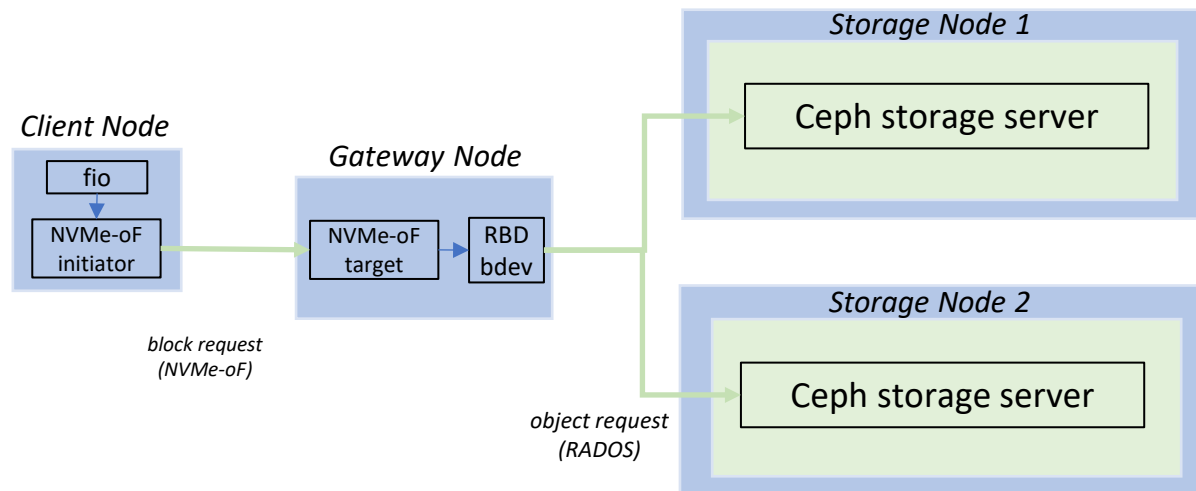 Client Node
fio
NVMe-oF
initiator
block request
(NVMe-oF)
Gateway Node
NVMe-oF
target
RBD
bdev
object request
(RADOS)
Storage Node 1
Ceph storage server
Storage Node 2
Ceph storage server